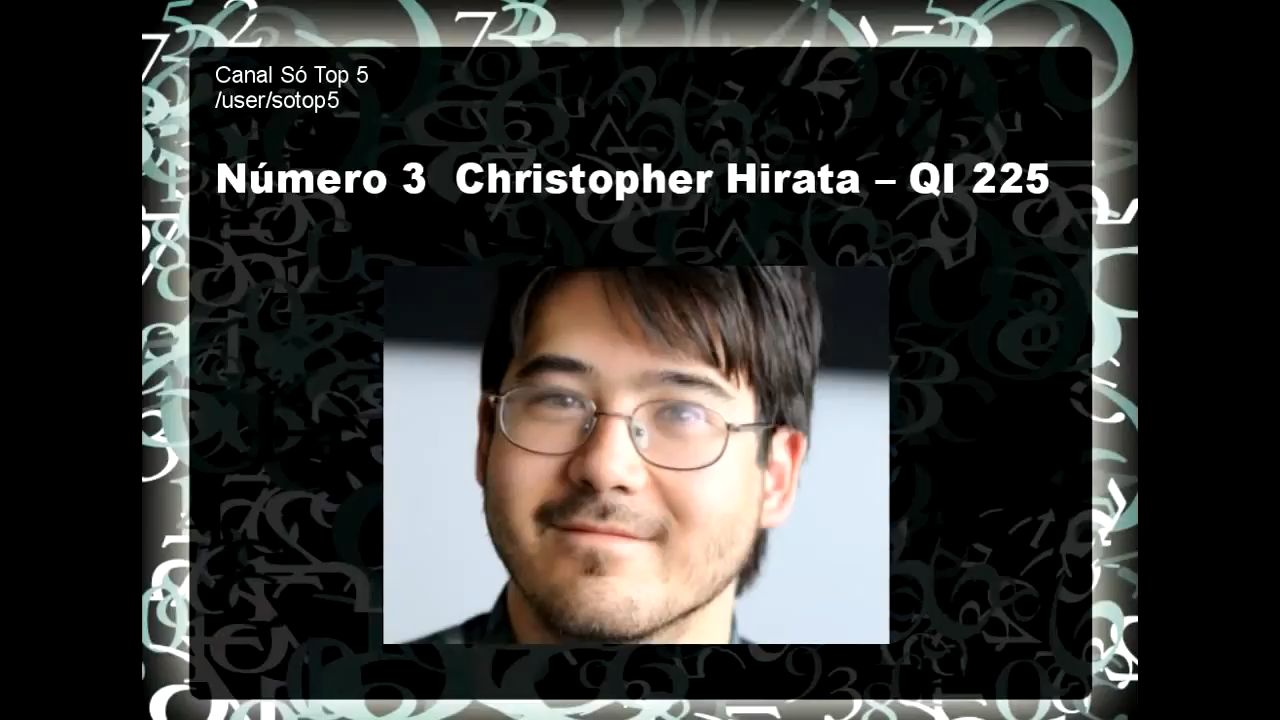 Canal Só Top 5
/user/sotop5
Número 3  Christopher Hirata – QI 225